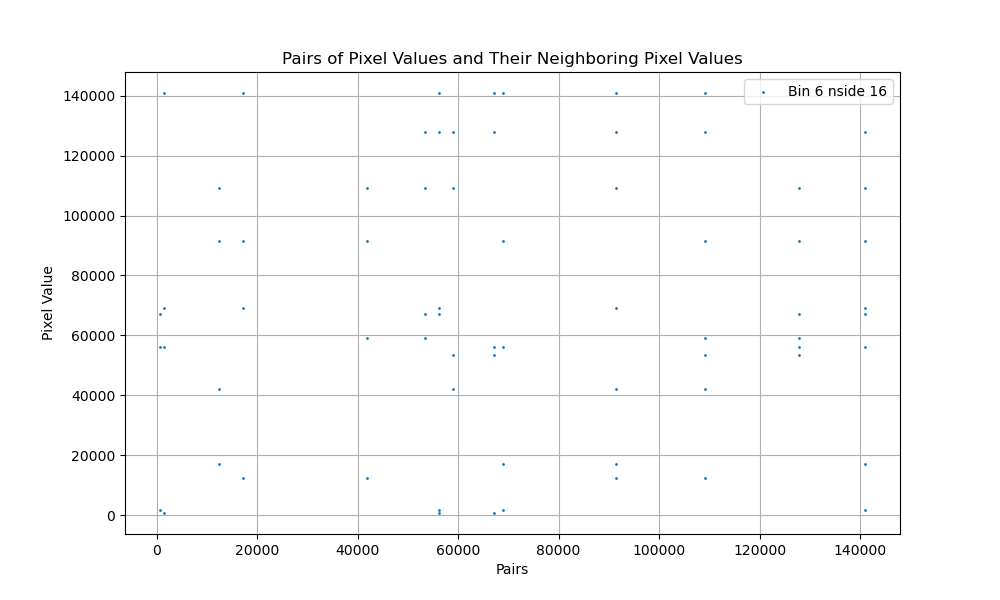 Pairs of Pixel Values and Their Neighboring Pixel Values
Bin 6 nside 16
140000
120000
100000
80000
60000
40000
20000
0
Pixel Value
0 20000 40000 60000 80000 100000 120000 140000
Pairs